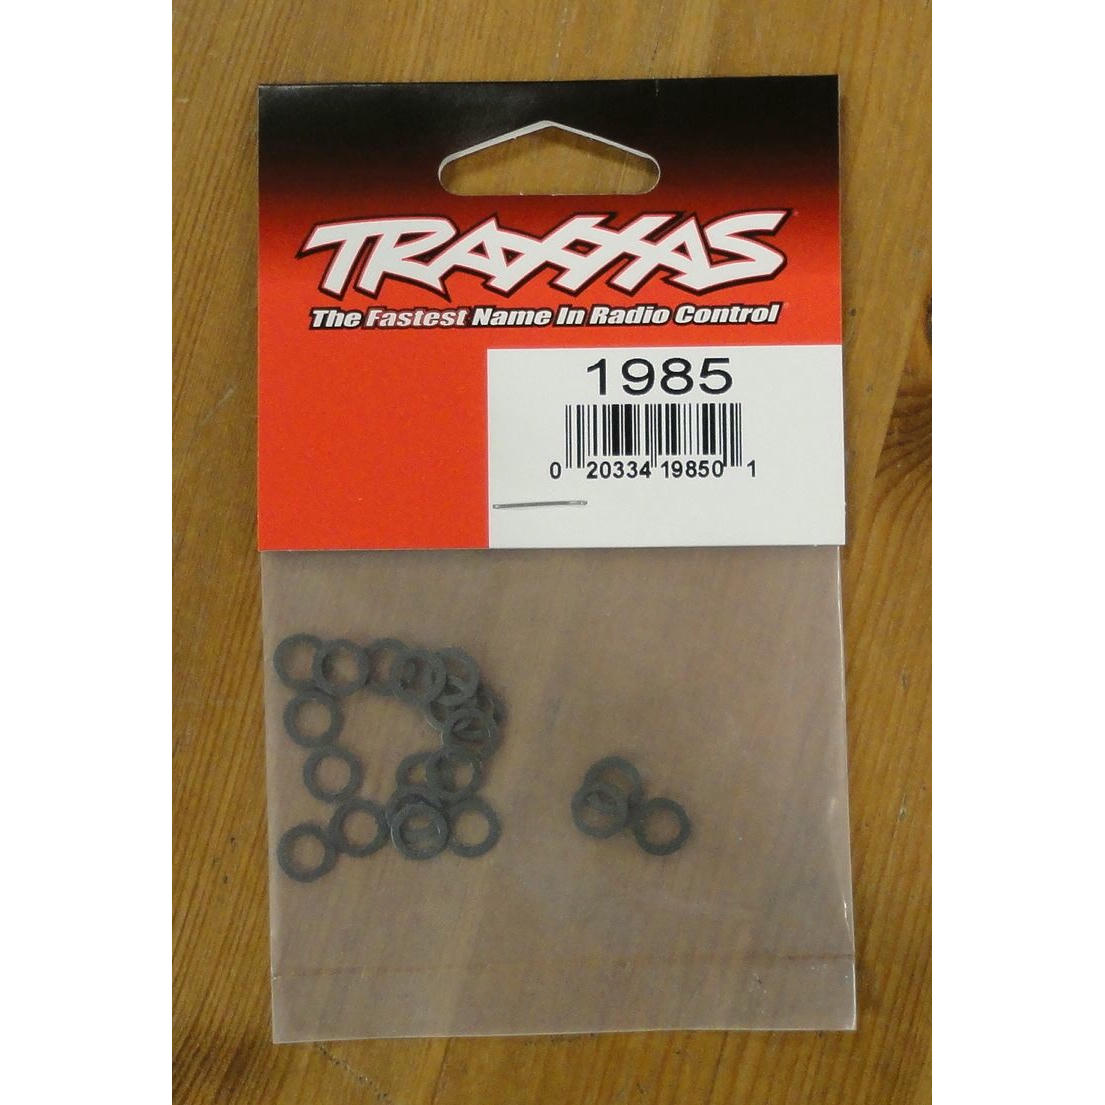 TRAXXAS
The Fastest Name In Radio Control
1985
0 20334 19850 1